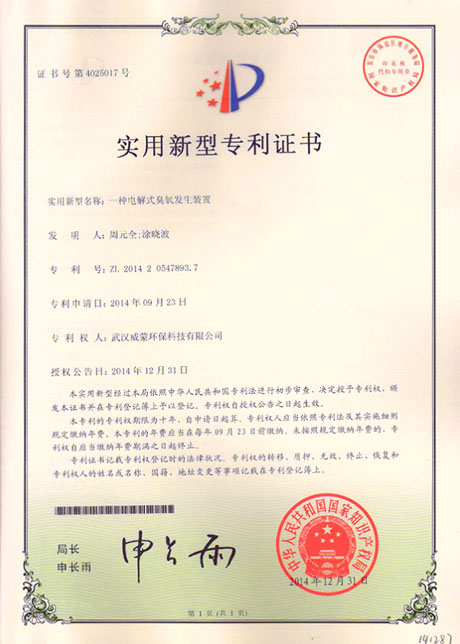 证书号第4025017号
实用新型专利证书
实用新型名称：一种电解式臭氧发生装置
发 明 人：周元全;涂晓波
专 利 号：ZL 2014 2 0547893.7
专利申请日：2014年09月23日
专 利 权 人：武汉威蒙环保科技有限公司
授权公告日：2014年12月31日
本实用新型经过本局依照中华人民共和国专利法进行初步审查，决定授予专利权，颁
发本证书并在专利登记簿上予以登记。专利权自授权公告之日起生效。
本专利的专利权期限为十年，自申请日起算。专利权人应当依照专利法及其实施细则
规定缴纳年费。本专利的年费应当在每年09月23日前缴纳。未按照规定缴纳年费的，专
利权自应当缴纳年费期满之日起终止。
专利证书记载专利权登记时的法律状况。专利权的转移、质押、无效、终止、恢复和
专利权人的姓名或名称、国籍、地址变更等事项记载在专利登记簿上。
局长
申长雨
申长雨
中华人民共和国国家知识产权局
2014年12月31日
第1页(共1页)
141287